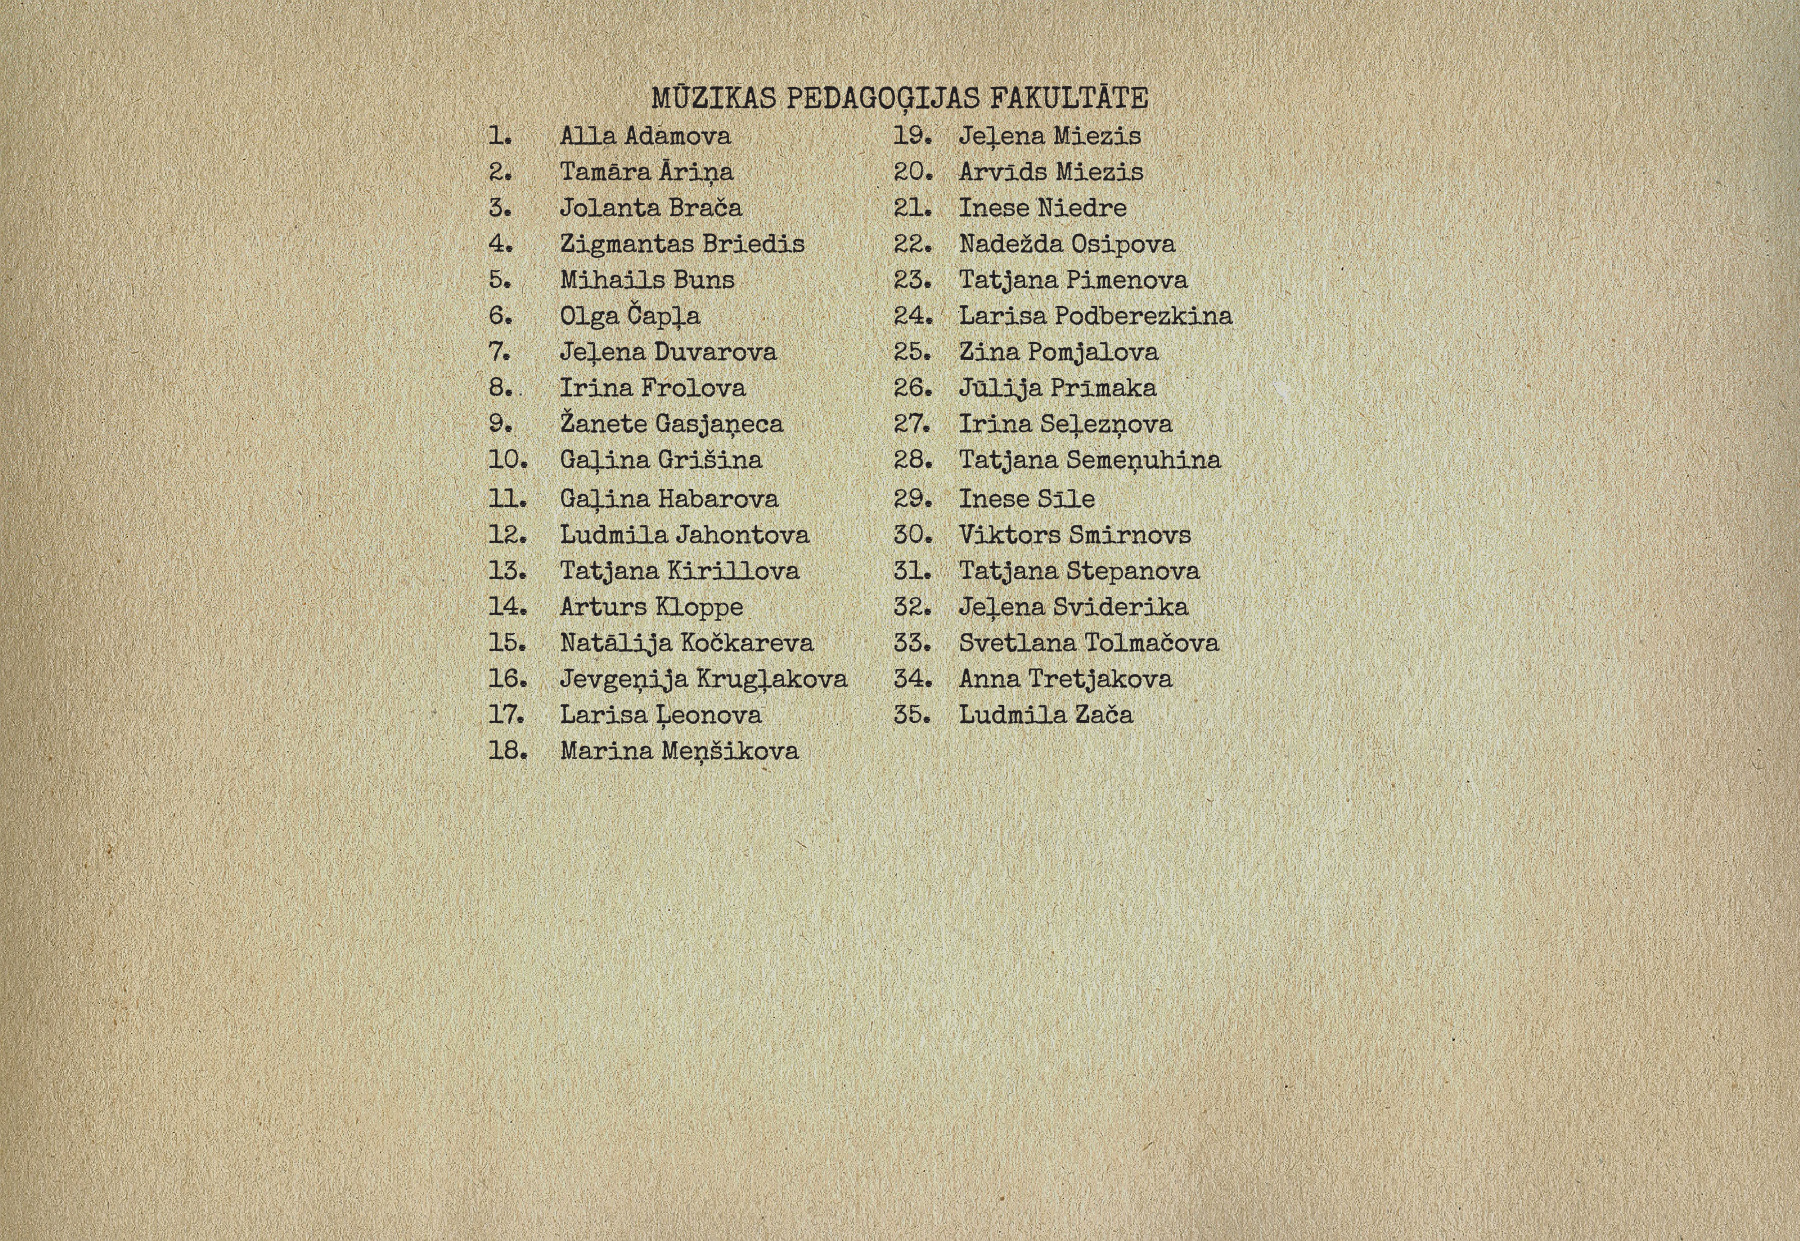 MŪZIKAS PEDAGOĢIJAS FAKULTĀTE
1. Alla Adamova
2. Tamāra Āriņa
3. Jolanta Brača
4. Zigmantas Briedis
5. Mihails Buns
6. Olga Čapļa
7. Jeļena Duvarova
8. Irina Frolova
9. Žanete Gasjaņeca
10. Gaļina Grišina
11. Gaļina Habarova
12. Ludmila Jahontova
13. Tatjana Kirillova
14. Arturs Kloppe
15. Natālija Kočkareva
16. Jevgeņija Krugļakova
17. Larisa Ļeonova
18. Marina Meņšikova
19. Jeļena Miezis
20. Arvīds Miezis
21. Inese Niedre
22. Nadežda Osipova
23. Tatjana Pimenova
24. Larisa Podberezkina
25. Zina Pomjalova
26. Jūlija Prīmaka
27. Irina Seļezņova
28. Tatjana Semeņuhina
29. Inese Sīle
30. Viktors Smirnovs
31. Tatjana Stepanova
32. Jeļena Sviderika
33. Svetlana Tolmačova
34. Anna Tretjakova
35. Ludmila Zača